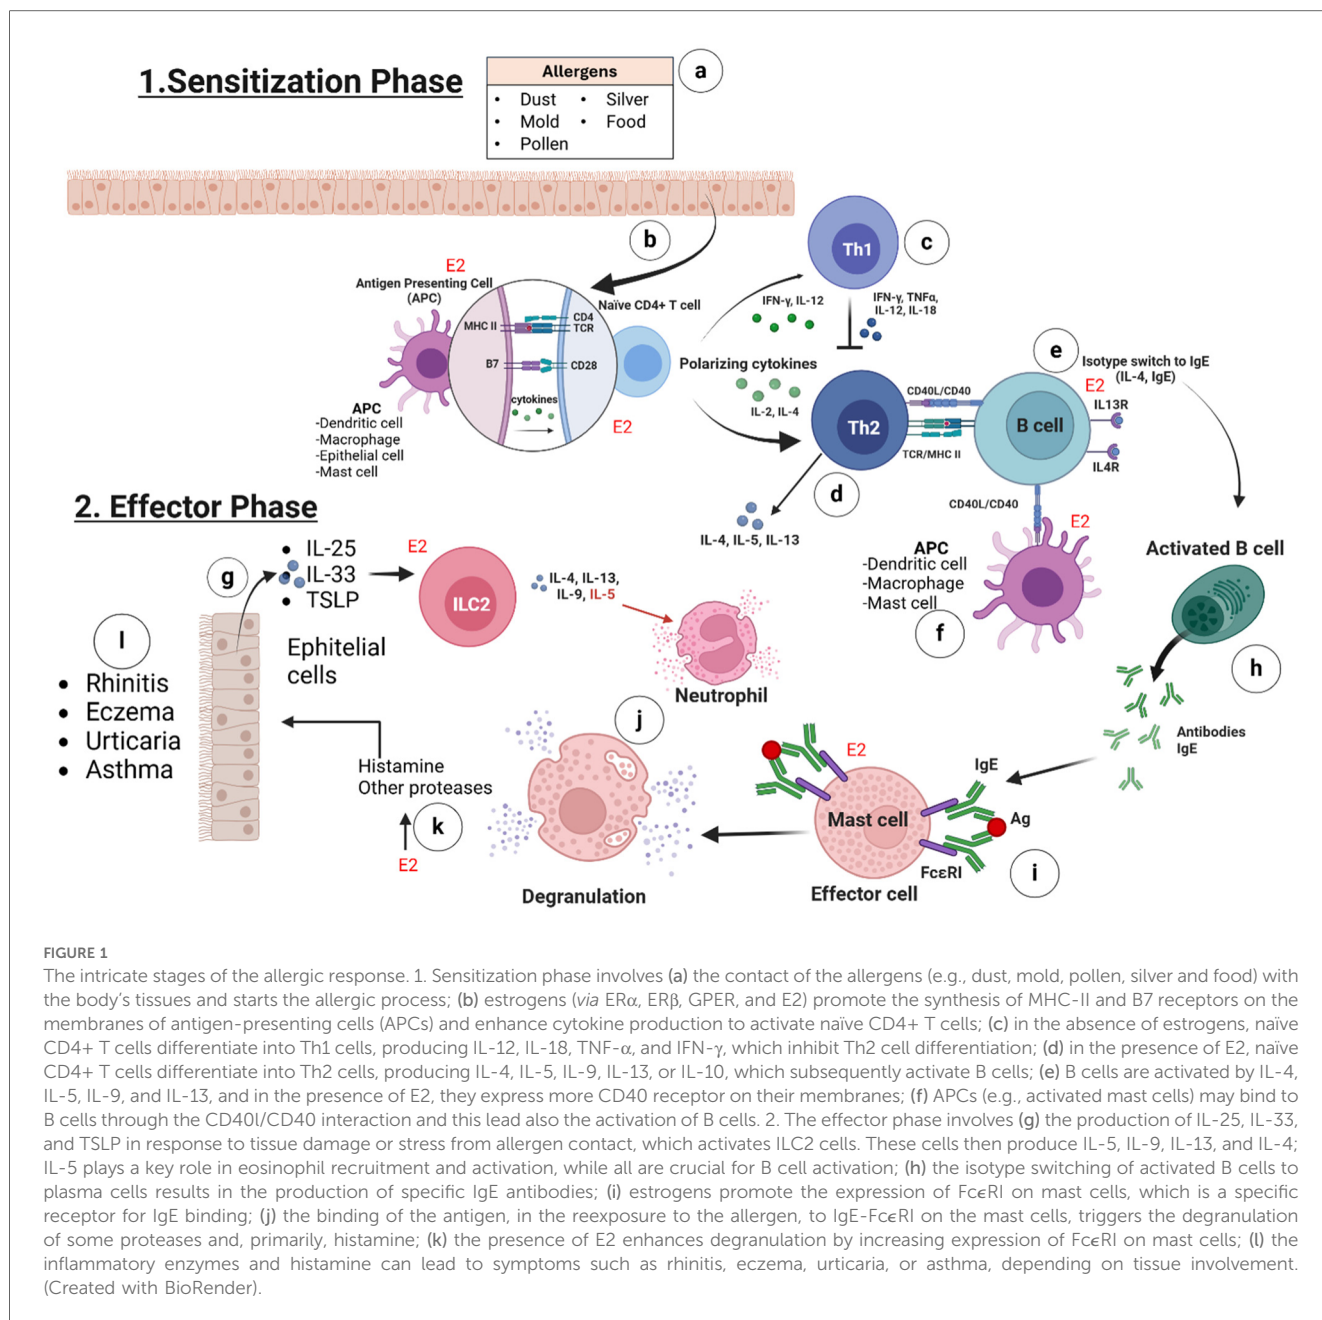 1.Sensitization Phase
Allergens
• Dust • Silver
• Mold • Food
• Pollen
a
b
Th1
c
E2
Antigen Presenting Cell
(APC)
Naïve CD4+ T cell
MHC II
CD4
TCR
B7
CD28
cytokines
E2
APC
-Dendritic cell
-Macrophage
-Epithelial cell
-Mast cell
IFN-γ, IL-12
IFN-γ, TNFα,
IL-12, IL-18
Polarizing cytokines
IL-2, IL-4
Th2
d
IL-4, IL-5, IL-13
CD40L/CD40
TCR/MHC II
e
Isotype switch to IgE
(IL-4, IgE)
E2
IL13R
B cell
IL4R
CD40L/CD40
E2
APC
-Dendritic cell
-Macrophage
-Mast cell
f
Activated B cell
h
Antibodies
IgE
2. Effector Phase
g
• IL-25
• IL-33
• TSLP
E2
ILC2
IL-4, IL-13,
IL-9, IL-5
Neutrophil
Ephitelial
cells
l
• Rhinitis
• Eczema
• Urticaria
• Asthma
Histamine
Other proteases
k
E2
j
Degranulation
E2
Mast cell
IgE
Ag
FcεRI
Effector cell
i
FIGURE 1
The intricate stages of the allergic response. 1. Sensitization phase involves (a) the contact of the allergens (e.g., dust, mold, pollen, silver and food) with
the body's tissues and starts the allergic process; (b) estrogens (via ERα, ERβ, GPER, and E2) promote the synthesis of MHC-II and B7 receptors on the
membranes of antigen-presenting cells (APCs) and enhance cytokine production to activate naïve CD4+ T cells; (c) in the absence of estrogens, naïve
CD4+ T cells differentiate into Th1 cells, producing IL-12, IL-18, TNF-α, and IFN-γ, which inhibit Th2 cell differentiation; (d) in the presence of E2, naïve
CD4+ T cells differentiate into Th2 cells, producing IL-4, IL-5, IL-9, IL-13, or IL-10, which subsequently activate B cells; (e) B cells are activated by IL-4,
IL-5, IL-9, and IL-13, and in the presence of E2, they express more CD40 receptor on their membranes; (f) APCs (e.g., activated mast cells) may bind to
B cells through the CD40l/CD40 interaction and this lead also the activation of B cells. 2. The effector phase involves (g) the production of IL-25, IL-33,
and TSLP in response to tissue damage or stress from allergen contact, which activates ILC2 cells. These cells then produce IL-5, IL-9, IL-13, and IL-4;
IL-5 plays a key role in eosinophil recruitment and activation, while all are crucial for B cell activation; (h) the isotype switching of activated B cells to
plasma cells results in the production of specific IgE antibodies; (i) estrogens promote the expression of FcεRI on mast cells, which is a specific
receptor for IgE binding; (j) the binding of the antigen, in the reexposure to the allergen, to IgE-FcϵRI on the mast cells, triggers the degranulation
of some proteases and, primarily, histamine; (k) the presence of E2 enhances degranulation by increasing expression of FcϵRI on mast cells; (l) the
inflammatory enzymes and histamine can lead to symptoms such as rhinitis, eczema, urticaria, or asthma, depending on tissue involvement.
(Created with BioRender).